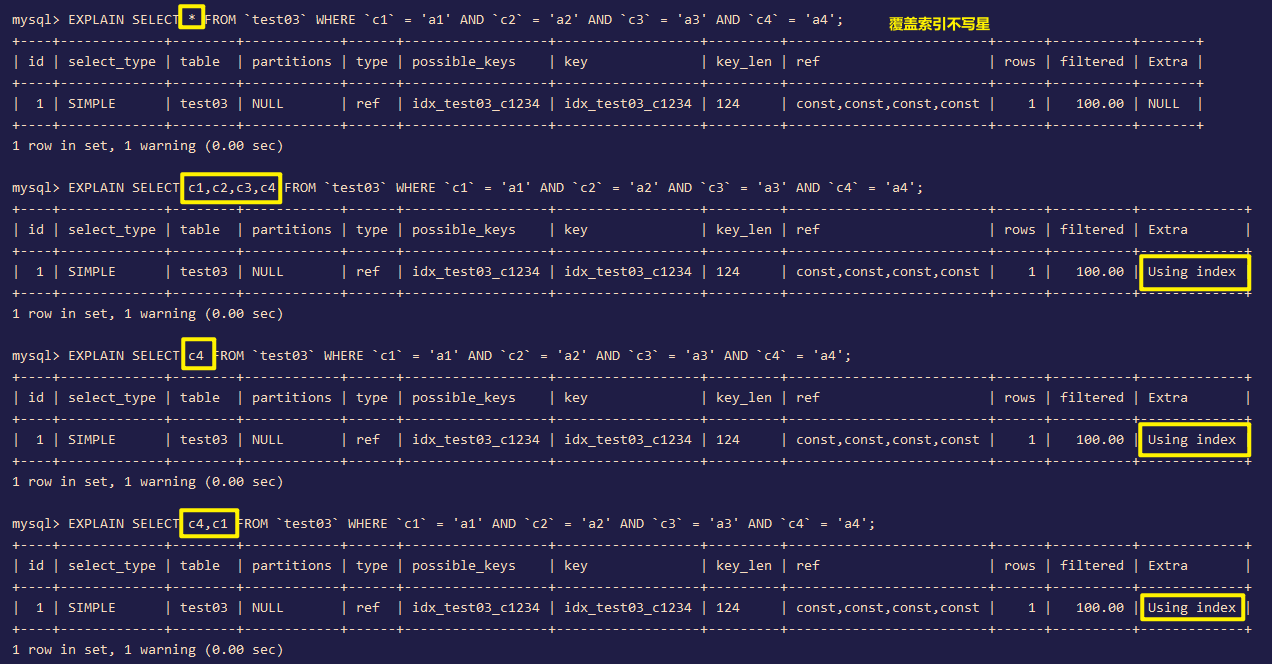 mysql> EXPLAIN SELECT * FROM `test03` WHERE `c1` = 'a1' AND `c2` = 'a2' AND `c3` = 'a3' AND `c4` = 'a4'; 覆盖索引不写星
+----+-------------+--------+------------+------+------------------+------------------+---------+-------------------------+------+----------+-------+
| id | select_type | table  | partitions | type | possible_keys    | key              | key_len | ref                     | rows | filtered | Extra |
+----+-------------+--------+------------+------+------------------+------------------+---------+-------------------------+------+----------+-------+
|  1 | SIMPLE      | test03 | NULL       | ref  | idx_test03_c1234 | idx_test03_c1234 | 124     | const,const,const,const |    1 |   100.00 | NULL  |
+----+-------------+--------+------------+------+------------------+------------------+---------+-------------------------+------+----------+-------+
1 row in set, 1 warning (0.00 sec)
mysql> EXPLAIN SELECT c1,c2,c3,c4 FROM `test03` WHERE `c1` = 'a1' AND `c2` = 'a2' AND `c3` = 'a3' AND `c4` = 'a4';
+----+-------------+--------+------------+------+------------------+------------------+---------+-------------------------+------+----------+-------------+
| id | select_type | table  | partitions | type | possible_keys    | key              | key_len | ref                     | rows | filtered | Extra       |
+----+-------------+--------+------------+------+------------------+------------------+---------+-------------------------+------+----------+-------------+
|  1 | SIMPLE      | test03 | NULL       | ref  | idx_test03_c1234 | idx_test03_c1234 | 124     | const,const,const,const |    1 |   100.00 | Using index |
+----+-------------+--------+------------+------+------------------+------------------+---------+-------------------------+------+----------+-------------+
1 row in set, 1 warning (0.00 sec)
mysql> EXPLAIN SELECT c4 FROM `test03` WHERE `c1` = 'a1' AND `c2` = 'a2' AND `c3` = 'a3' AND `c4` = 'a4';
+----+-------------+--------+------------+------+------------------+------------------+---------+-------------------------+------+----------+-------------+
| id | select_type | table  | partitions | type | possible_keys    | key              | key_len | ref                     | rows | filtered | Extra       |
+----+-------------+--------+------------+------+------------------+------------------+---------+-------------------------+------+----------+-------------+
|  1 | SIMPLE      | test03 | NULL       | ref  | idx_test03_c1234 | idx_test03_c1234 | 124     | const,const,const,const |    1 |   100.00 | Using index |
+----+-------------+--------+------------+------+------------------+------------------+---------+-------------------------+------+----------+-------------+
1 row in set, 1 warning (0.00 sec)
mysql> EXPLAIN SELECT c4,c1 FROM `test03` WHERE `c1` = 'a1' AND `c2` = 'a2' AND `c3` = 'a3' AND `c4` = 'a4';
+----+-------------+--------+------------+------+------------------+------------------+---------+-------------------------+------+----------+-------------+
| id | select_type | table  | partitions | type | possible_keys    | key              | key_len | ref                     | rows | filtered | Extra       |
+----+-------------+--------+------------+------+------------------+------------------+---------+-------------------------+------+----------+-------------+
|  1 | SIMPLE      | test03 | NULL       | ref  | idx_test03_c1234 | idx_test03_c1234 | 124     | const,const,const,const |    1 |   100.00 | Using index |
+----+-------------+--------+------------+------+------------------+------------------+---------+-------------------------+------+----------+-------------+
1 row in set, 1 warning (0.00 sec)